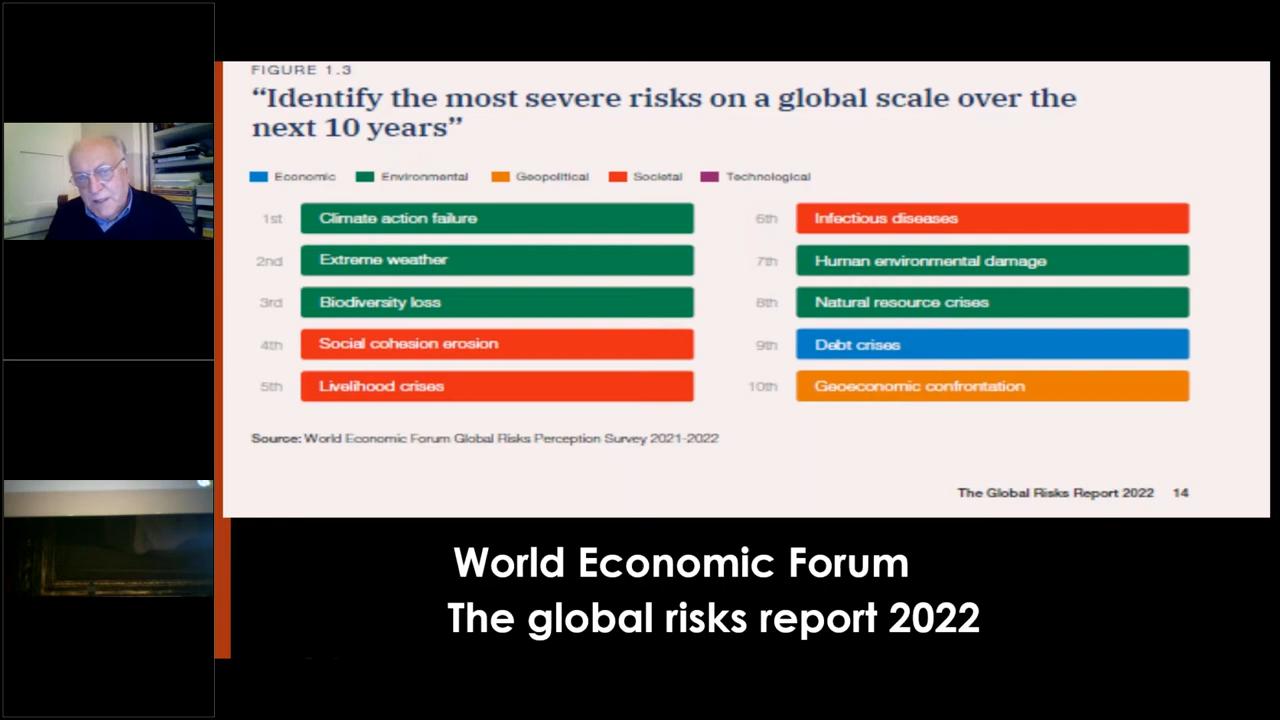 FIGURE 1.3
“Identify the most severe risks on a global scale over the
next 10 years”
Economic Environmental Geopolitical Societal Technological
1st Climate action failure
2nd Extreme weather
3rd Biodiversity loss
4th Social cohesion erosion
5th Livelihood crises
6th Infectious diseases
7th Human environmental damage
8th Natural resource crises
9th Debt crises
10th Geoeconomic confrontation
Source: World Economic Forum Global Risks Perception Survey 2021-2022
The Global Risks Report 2022 14
World Economic Forum
The global risks report 2022